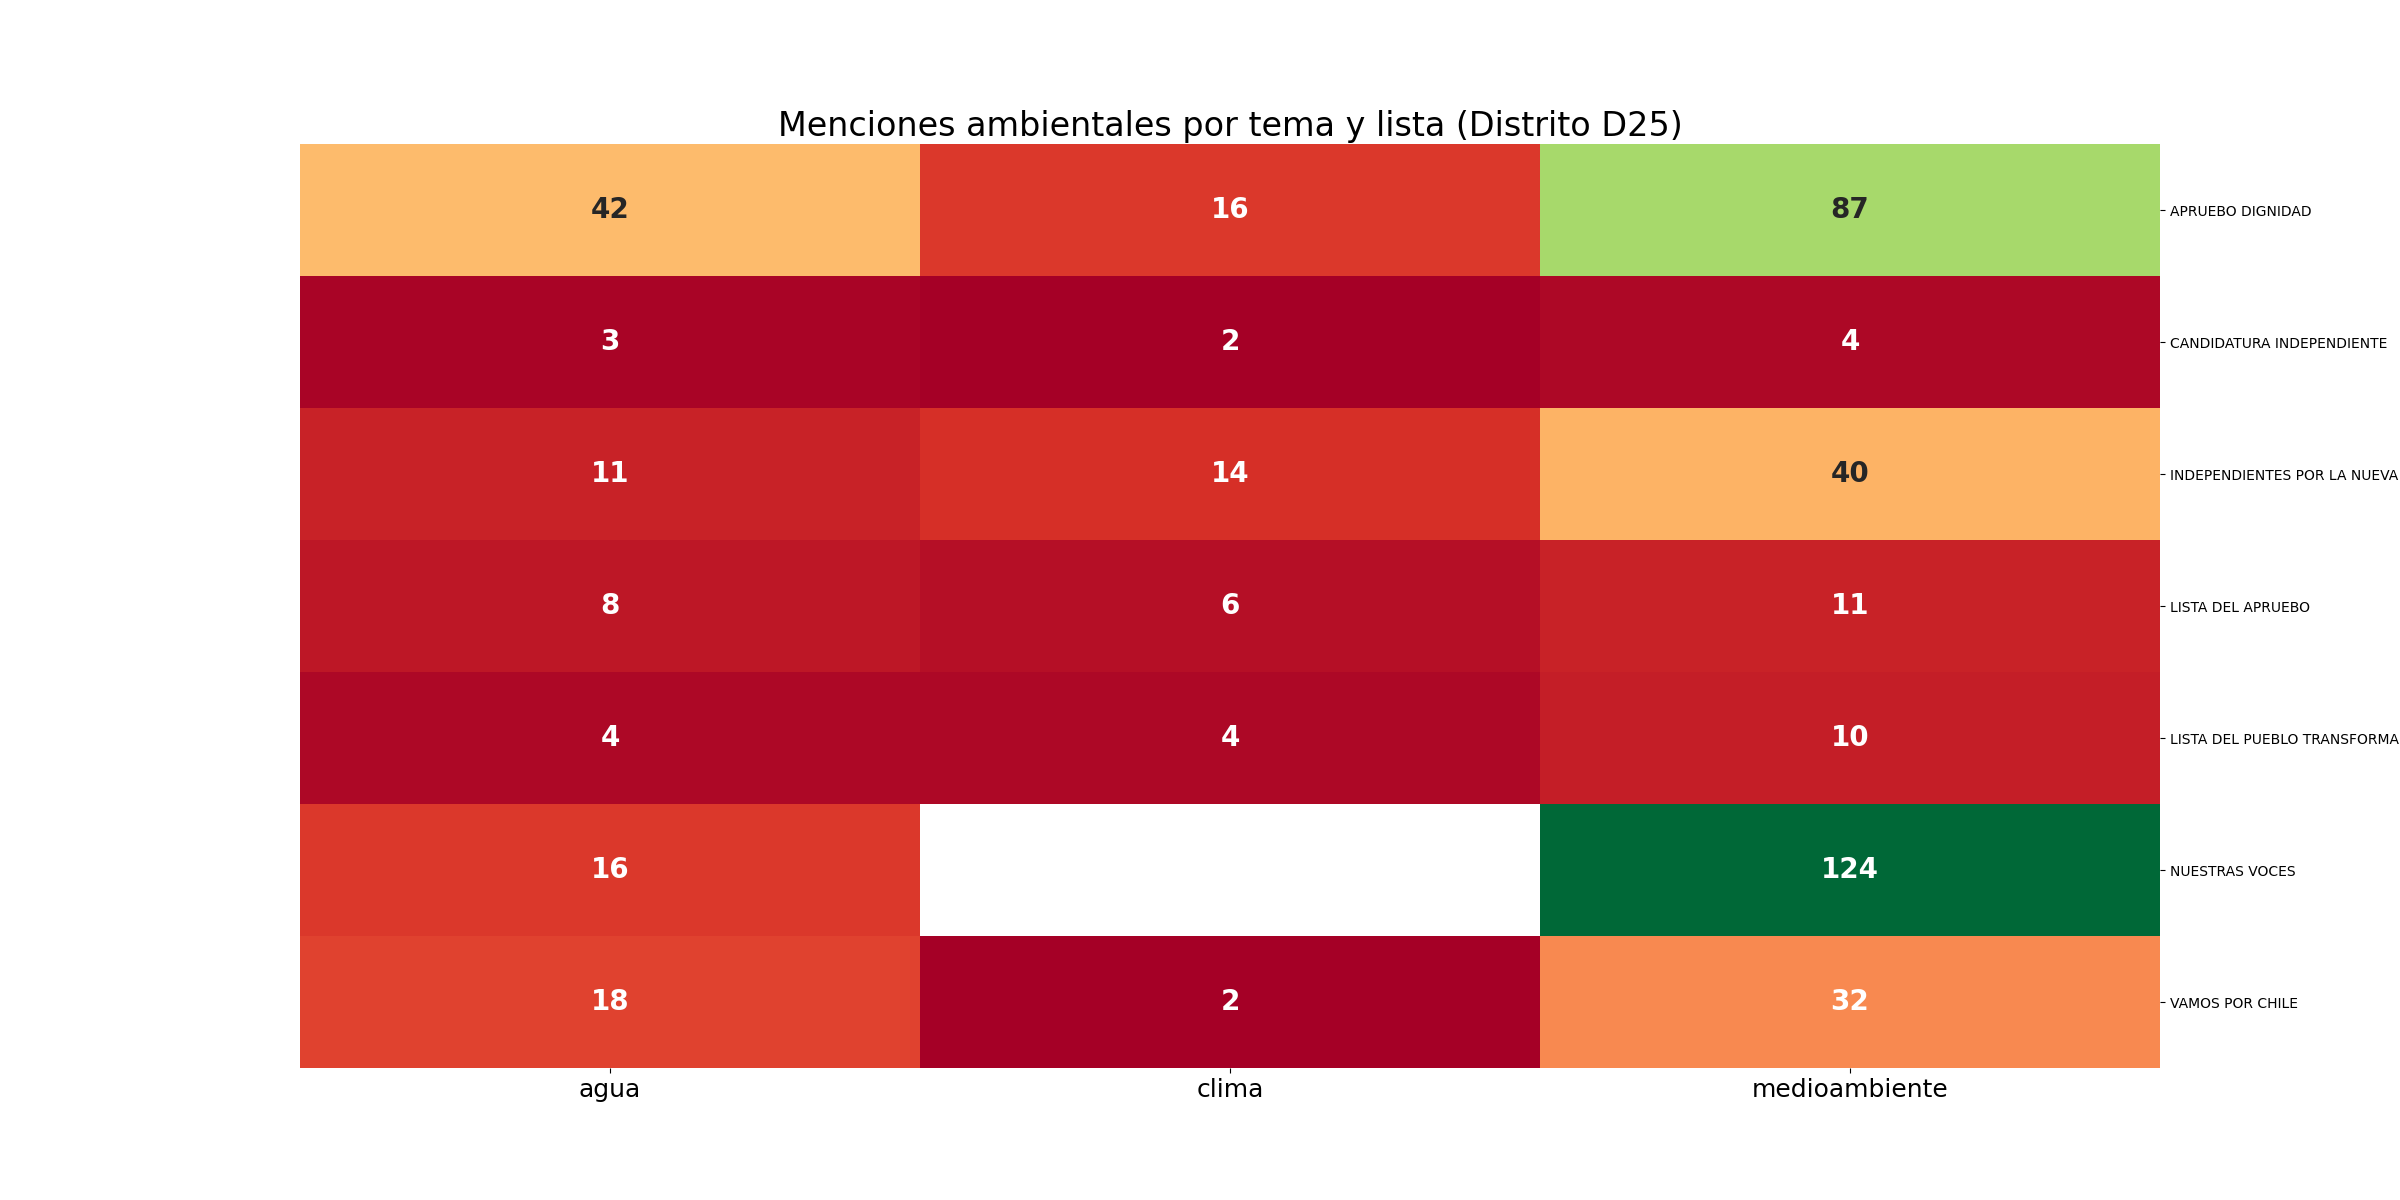 Menciones ambientales por tema y lista (Distrito D25)
42 16 87 APRUEBO DIGNIDAD
3 2 4 CANDIDATURA INDEPENDIENTE
11 14 40 INDEPENDIENTES POR LA NUEVA
8 6 11 LISTA DEL APRUEBO
4 4 10 LISTA DEL PUEBLO TRANSFORMA
16 124 NUESTRAS VOCES
18 2 32 VAMOS POR CHILE
agua clima medioambiente